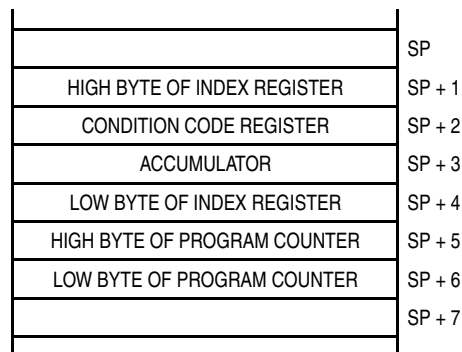 SP
HIGH BYTE OF INDEX REGISTER SP + 1
CONDITION CODE REGISTER SP + 2
ACCUMULATOR SP + 3
LOW BYTE OF INDEX REGISTER SP + 4
HIGH BYTE OF PROGRAM COUNTER SP + 5
LOW BYTE OF PROGRAM COUNTER SP + 6
SP + 7